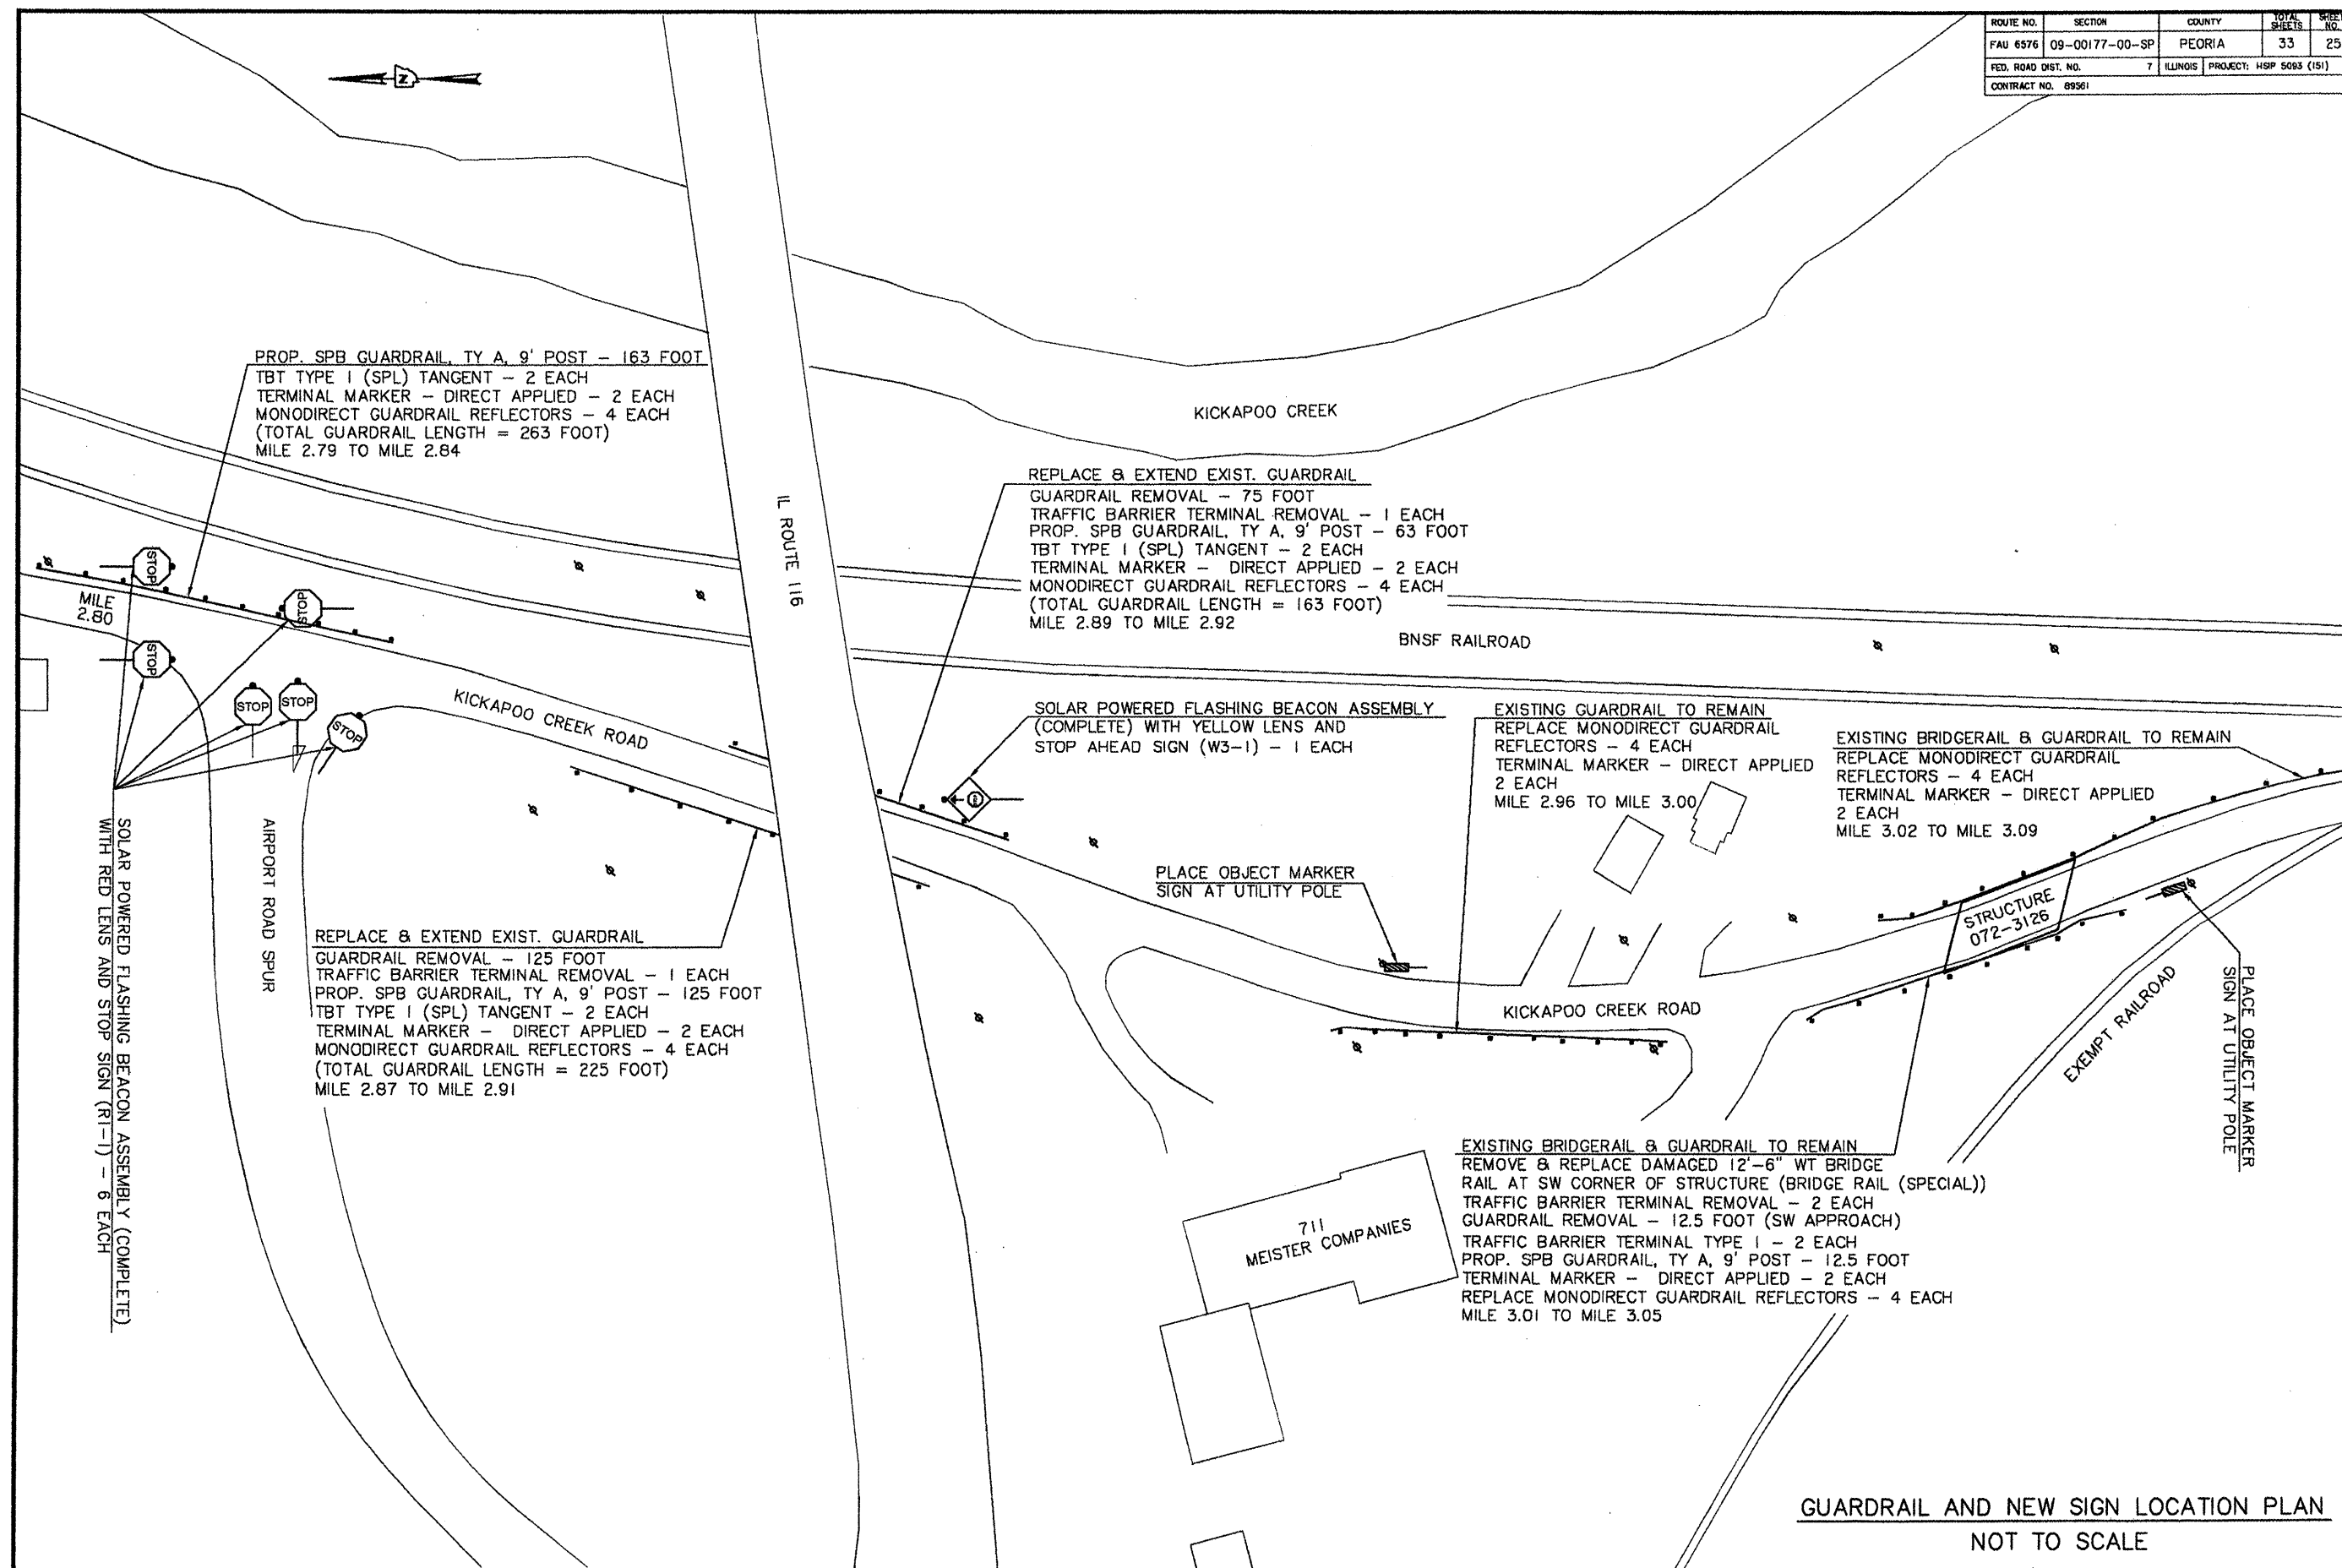 ROUTE NO. SECTION COUNTY TOTAL SHEETS SHEET NO.
FAU 6576 09-00177-00-SP PEORIA 33 25
FED. ROAD DIST. NO. 7 ILLINOIS PROJECT: HSIP 5093 (151)
CONTRACT NO. 89561
N
PROP. SPB GUARDRAIL, TY A, 9' POST – 163 FOOT
TBT TYPE I (SPL) TANGENT – 2 EACH
TERMINAL MARKER – DIRECT APPLIED – 2 EACH
MONODIRECT GUARDRAIL REFLECTORS – 4 EACH
(TOTAL GUARDRAIL LENGTH = 263 FOOT)
MILE 2.79 TO MILE 2.84
KICKAPOO CREEK
REPLACE & EXTEND EXIST. GUARDRAIL
GUARDRAIL REMOVAL – 75 FOOT
TRAFFIC BARRIER TERMINAL REMOVAL – 1 EACH
PROP. SPB GUARDRAIL, TY A, 9' POST – 63 FOOT
TBT TYPE I (SPL) TANGENT – 2 EACH
TERMINAL MARKER – DIRECT APPLIED – 2 EACH
MONODIRECT GUARDRAIL REFLECTORS – 4 EACH
(TOTAL GUARDRAIL LENGTH = 163 FOOT)
MILE 2.89 TO MILE 2.92
IL ROUTE 116
BNSF RAILROAD
STOP
STOP
MILE
2.80
STOP
STOP
STOP
STOP
KICKAPOO CREEK ROAD
SOLAR POWERED FLASHING BEACON ASSEMBLY
(COMPLETE) WITH YELLOW LENS AND
STOP AHEAD SIGN (W3-1) – 1 EACH
EXISTING GUARDRAIL TO REMAIN
REPLACE MONODIRECT GUARDRAIL
REFLECTORS – 4 EACH
TERMINAL MARKER – DIRECT APPLIED
2 EACH
MILE 2.96 TO MILE 3.00
EXISTING BRIDGERAIL & GUARDRAIL TO REMAIN
REPLACE MONODIRECT GUARDRAIL
REFLECTORS – 4 EACH
TERMINAL MARKER – DIRECT APPLIED
2 EACH
MILE 3.02 TO MILE 3.09
PLACE OBJECT MARKER
SIGN AT UTILITY POLE
STRUCTURE
072-3126
KICKAPOO CREEK ROAD
EXEMPT RAILROAD
PLACE OBJECT MARKER
SIGN AT UTILITY POLE
SOLAR POWERED FLASHING BEACON ASSEMBLY (COMPLETE)
WITH RED LENS AND STOP SIGN (R1-1) – 6 EACH
AIRPORT ROAD SPUR
REPLACE & EXTEND EXIST. GUARDRAIL
GUARDRAIL REMOVAL – 125 FOOT
TRAFFIC BARRIER TERMINAL REMOVAL – 1 EACH
PROP. SPB GUARDRAIL, TY A, 9' POST – 125 FOOT
TBT TYPE I (SPL) TANGENT – 2 EACH
TERMINAL MARKER – DIRECT APPLIED – 2 EACH
MONODIRECT GUARDRAIL REFLECTORS – 4 EACH
(TOTAL GUARDRAIL LENGTH = 225 FOOT)
MILE 2.87 TO MILE 2.91
711
MEISTER COMPANIES
EXISTING BRIDGERAIL & GUARDRAIL TO REMAIN
REMOVE & REPLACE DAMAGED 12'-6" WT BRIDGE
RAIL AT SW CORNER OF STRUCTURE (BRIDGE RAIL (SPECIAL))
TRAFFIC BARRIER TERMINAL REMOVAL – 2 EACH
GUARDRAIL REMOVAL – 12.5 FOOT (SW APPROACH)
TRAFFIC BARRIER TERMINAL TYPE I – 2 EACH
PROP. SPB GUARDRAIL, TY A, 9' POST – 12.5 FOOT
TERMINAL MARKER – DIRECT APPLIED – 2 EACH
REPLACE MONODIRECT GUARDRAIL REFLECTORS – 4 EACH
MILE 3.01 TO MILE 3.05
GUARDRAIL AND NEW SIGN LOCATION PLAN
NOT TO SCALE